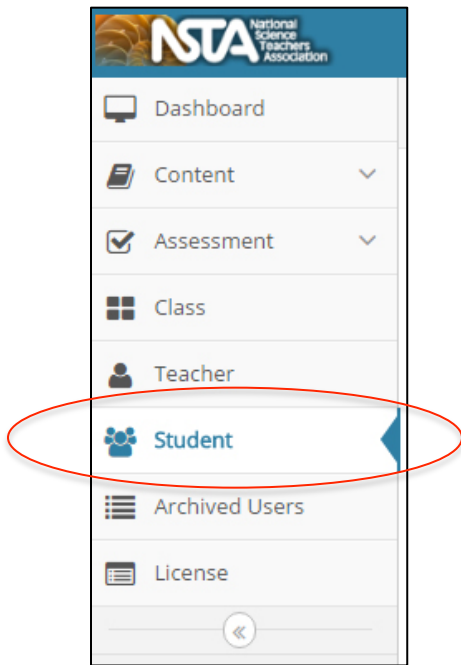 NSTA
National
Science
Teachers
Association
Dashboard
Content
Assessment
Class
Teacher
Student
Archived Users
License